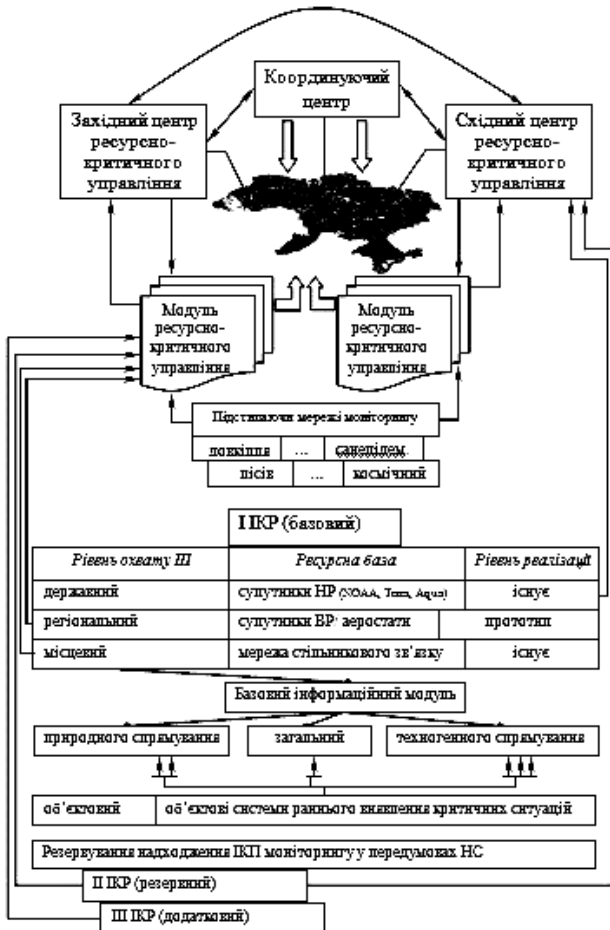 Координуючий
центр
Західний центр
ресурсно-
критичного
управління
Східний центр
ресурсно-
критичного
управління
Модуль
ресурсно-
критичного
управління
Модуль
ресурсно-
критичного
управління
Підстилаючи мережі моніторингу
довкілля ... санепідем.
лісів ... космічний
І ІКР (базовий)
Рівень охвату ІІІ Ресурсна база Рівень реалізації
державний супутники НР (NOAA, Terra, Aqua) існує
регіональний супутники ВР' аеростати прототип
місцевий мережа стільникового зв'язку існує
Базовий інформаційний модуль
природного спрямування загальний техногенного спрямування
об'єктовий об'єктові системи раннього виявлення критичних ситуацій
Резервування надходження ІКП моніторингу у передумовах НС
ІІ ІКР (резервний)
ІІІ ІКР (додатковий)